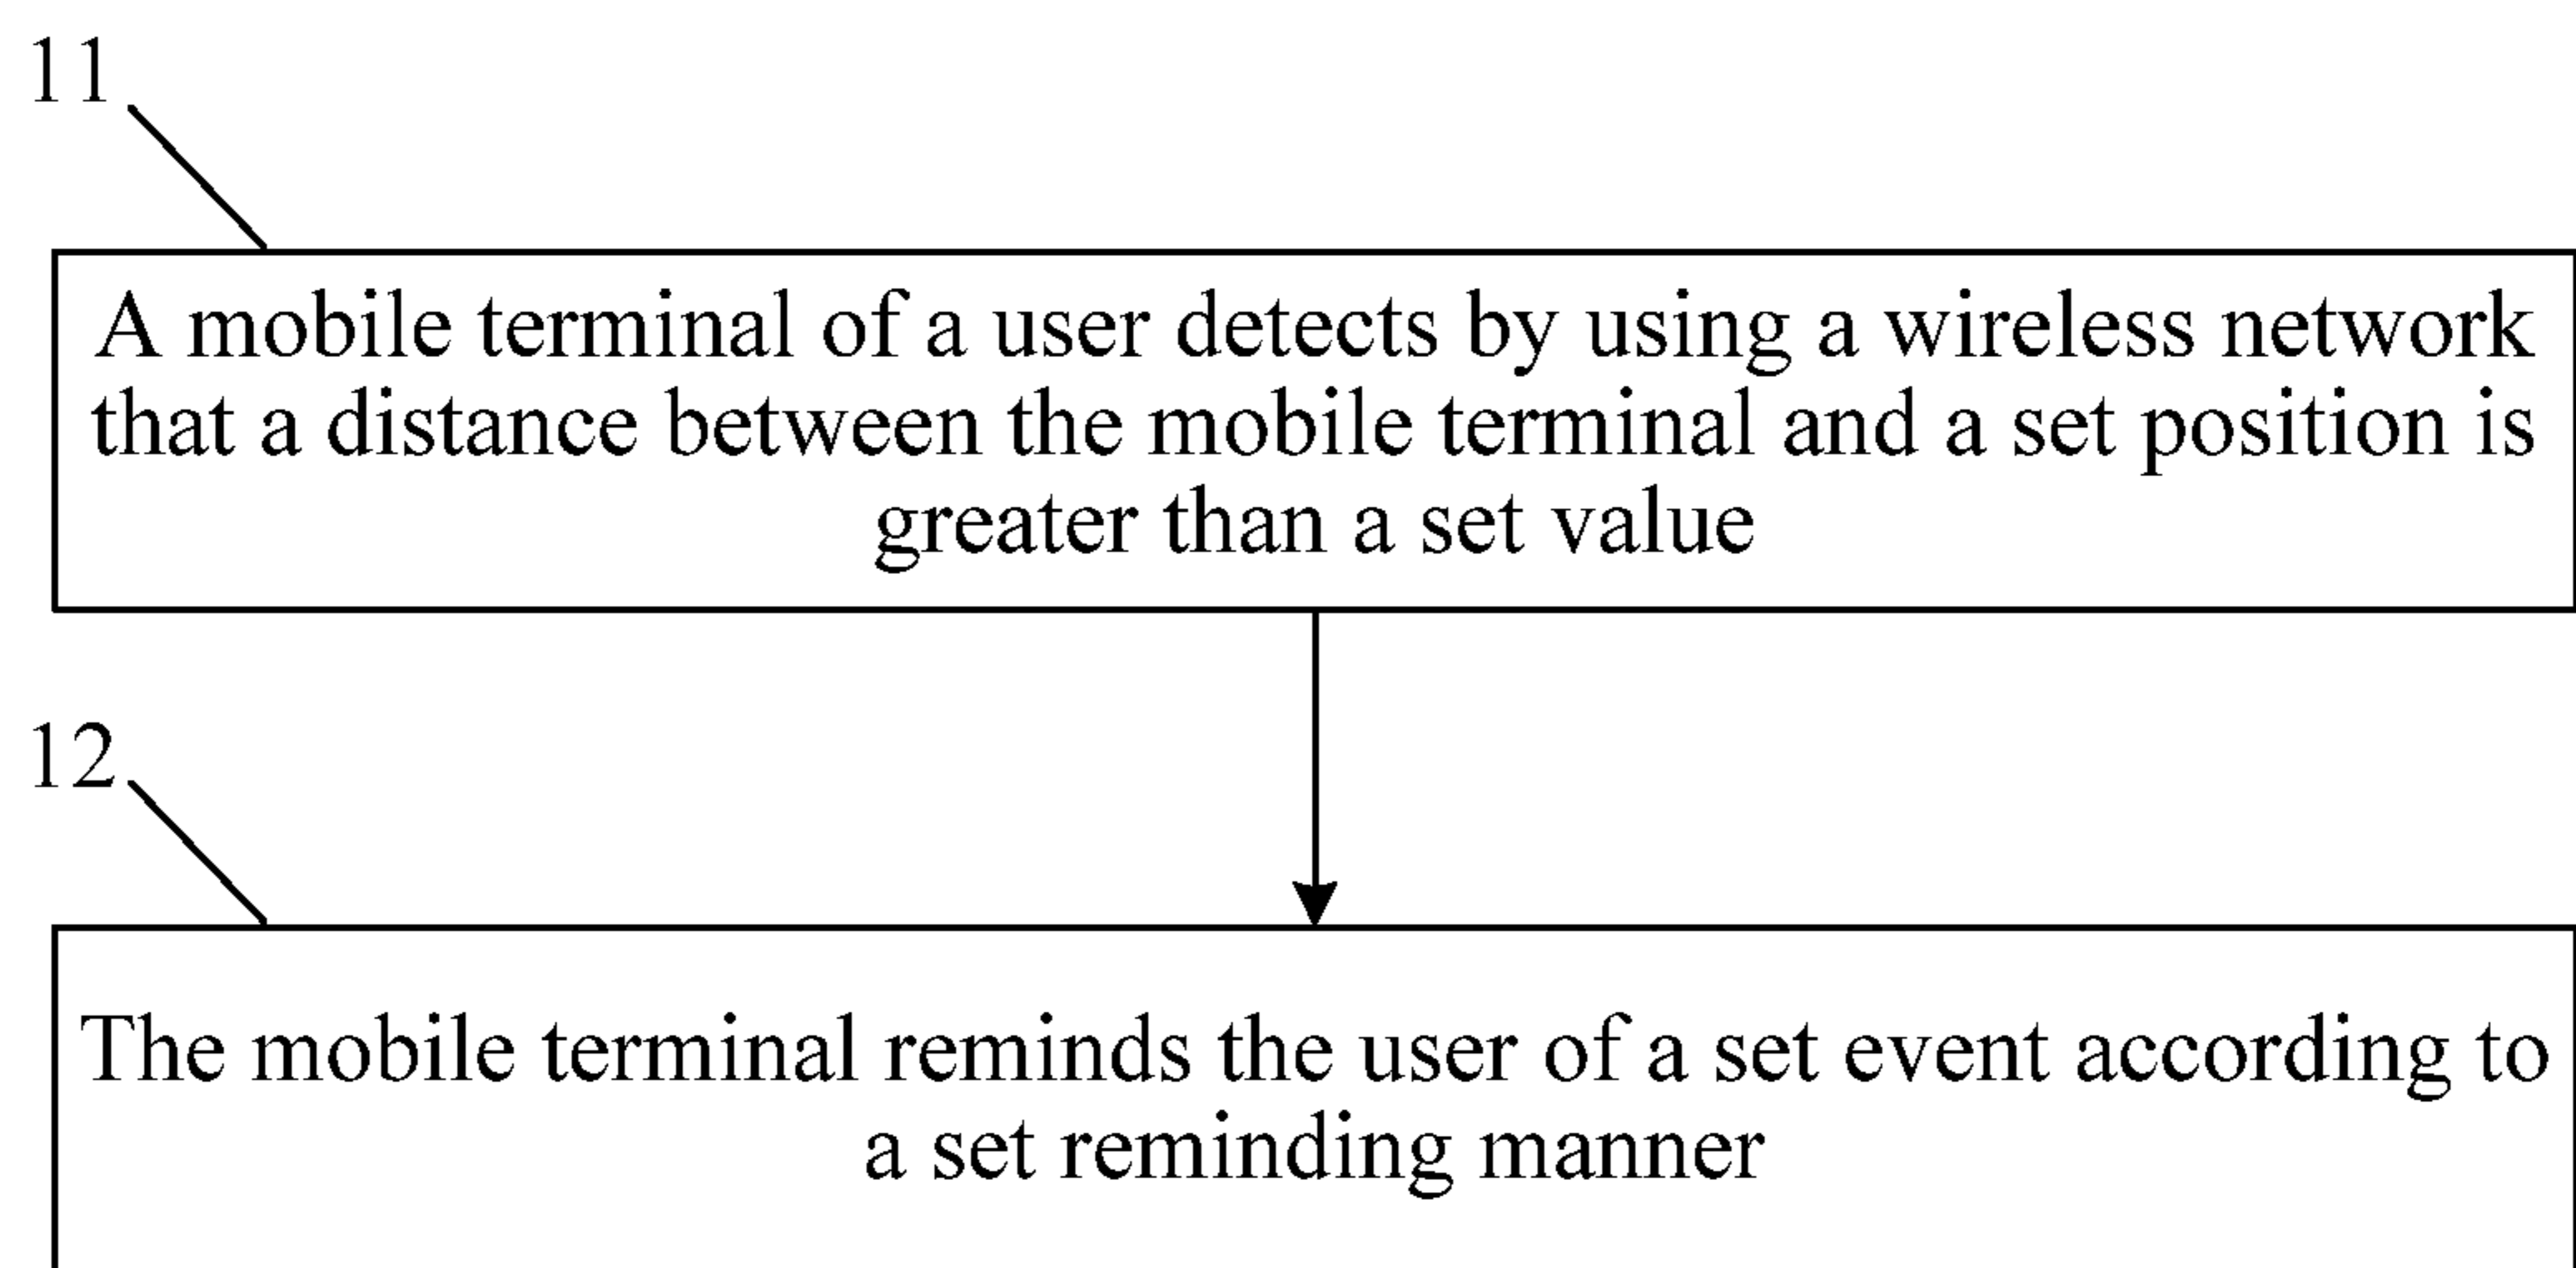 11
A mobile terminal of a user detects by using a wireless network
that a distance between the mobile terminal and a set position is
greater than a set value
12
The mobile terminal reminds the user of a set event according to
a set reminding manner